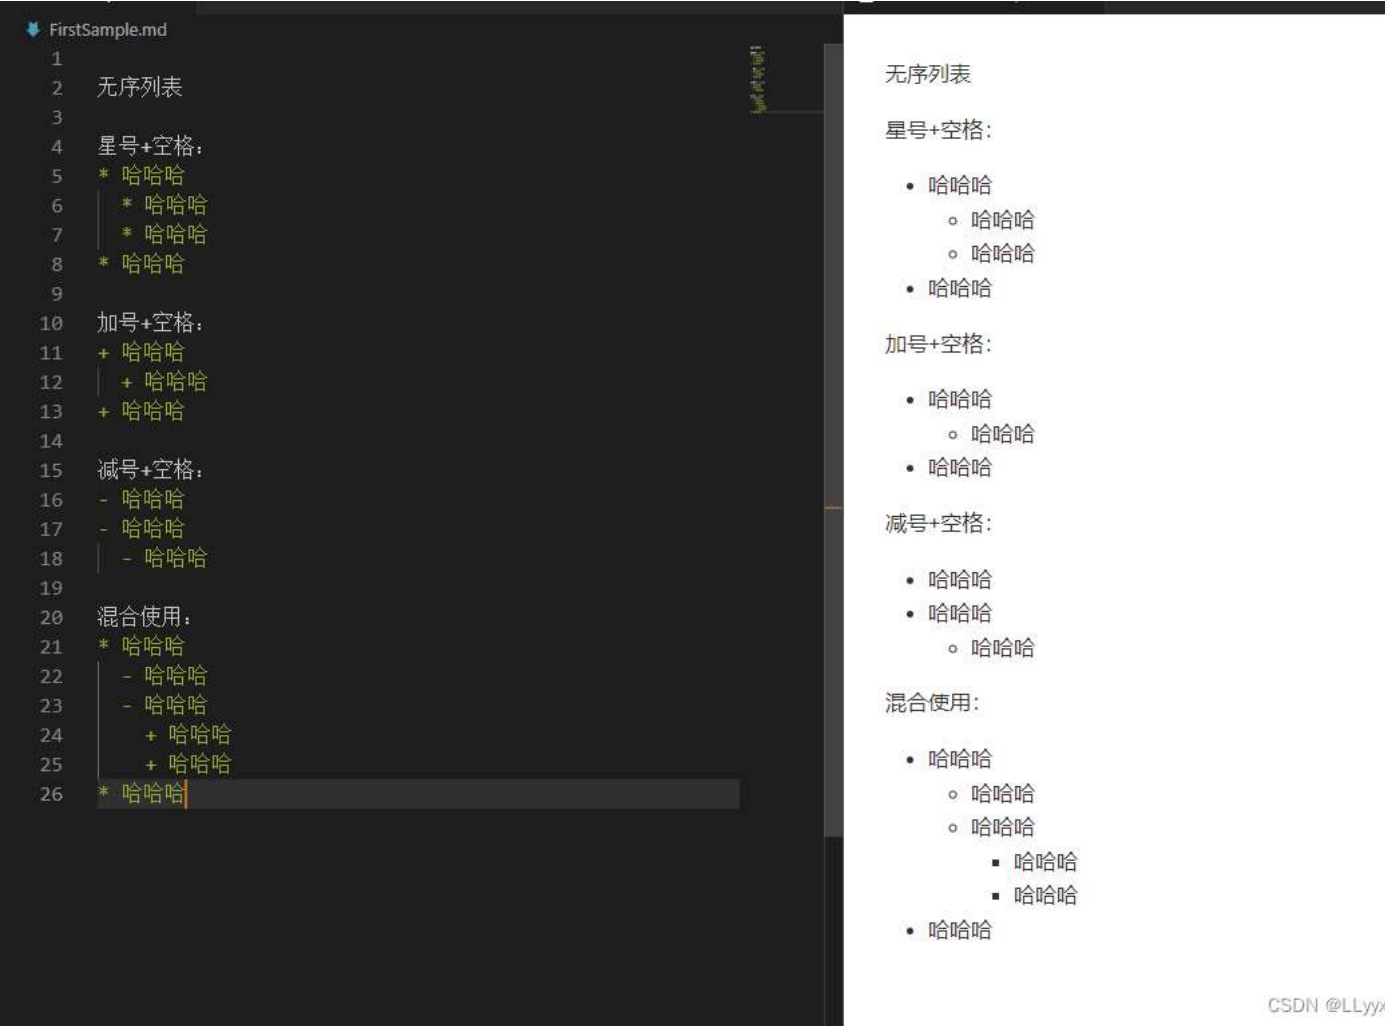 FirstSample.md
1
2 无序列表
3
4 星号+空格：
5 * 哈哈哈
6 * 哈哈哈
7 * 哈哈哈
8 * 哈哈哈
9
10 加号+空格：
11 + 哈哈哈
12 + 哈哈哈
13 + 哈哈哈
14
15 减号+空格：
16 - 哈哈哈
17 - 哈哈哈
18 - 哈哈哈
19
20 混合使用：
21 * 哈哈哈
22 - 哈哈哈
23 - 哈哈哈
24 + 哈哈哈
25 + 哈哈哈
26 * 哈哈哈
无序列表
星号+空格：
• 哈哈哈
◦ 哈哈哈
◦ 哈哈哈
• 哈哈哈
加号+空格：
• 哈哈哈
◦ 哈哈哈
• 哈哈哈
减号+空格：
• 哈哈哈
• 哈哈哈
◦ 哈哈哈
混合使用：
• 哈哈哈
◦ 哈哈哈
◦ 哈哈哈
▪ 哈哈哈
▪ 哈哈哈
• 哈哈哈
CSDN @LLyyx